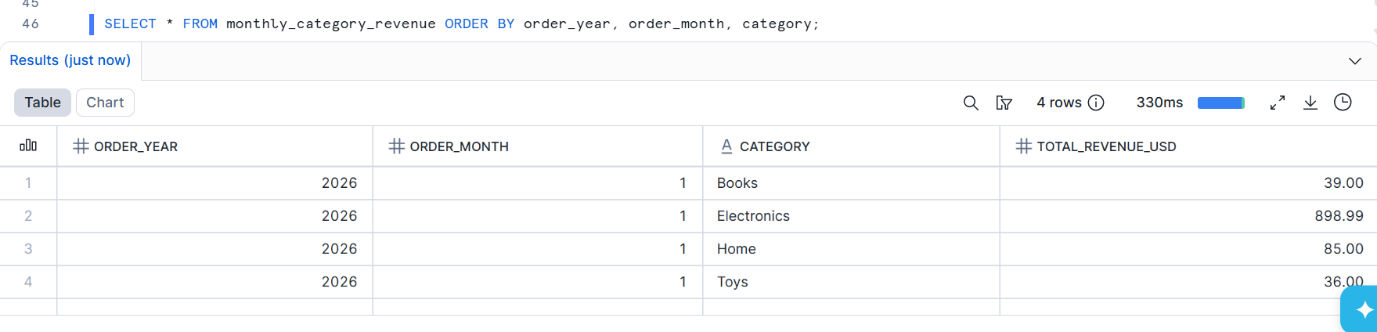 45
46 SELECT * FROM monthly_category_revenue ORDER BY order_year, order_month, category;
Results (just now)
Table Chart 4 rows 330ms
ORDER_YEAR ORDER_MONTH A CATEGORY TOTAL_REVENUE_USD
1 2026 1 Books 39.00
2 2026 1 Electronics 898.99
3 2026 1 Home 85.00
4 2026 1 Toys 36.00